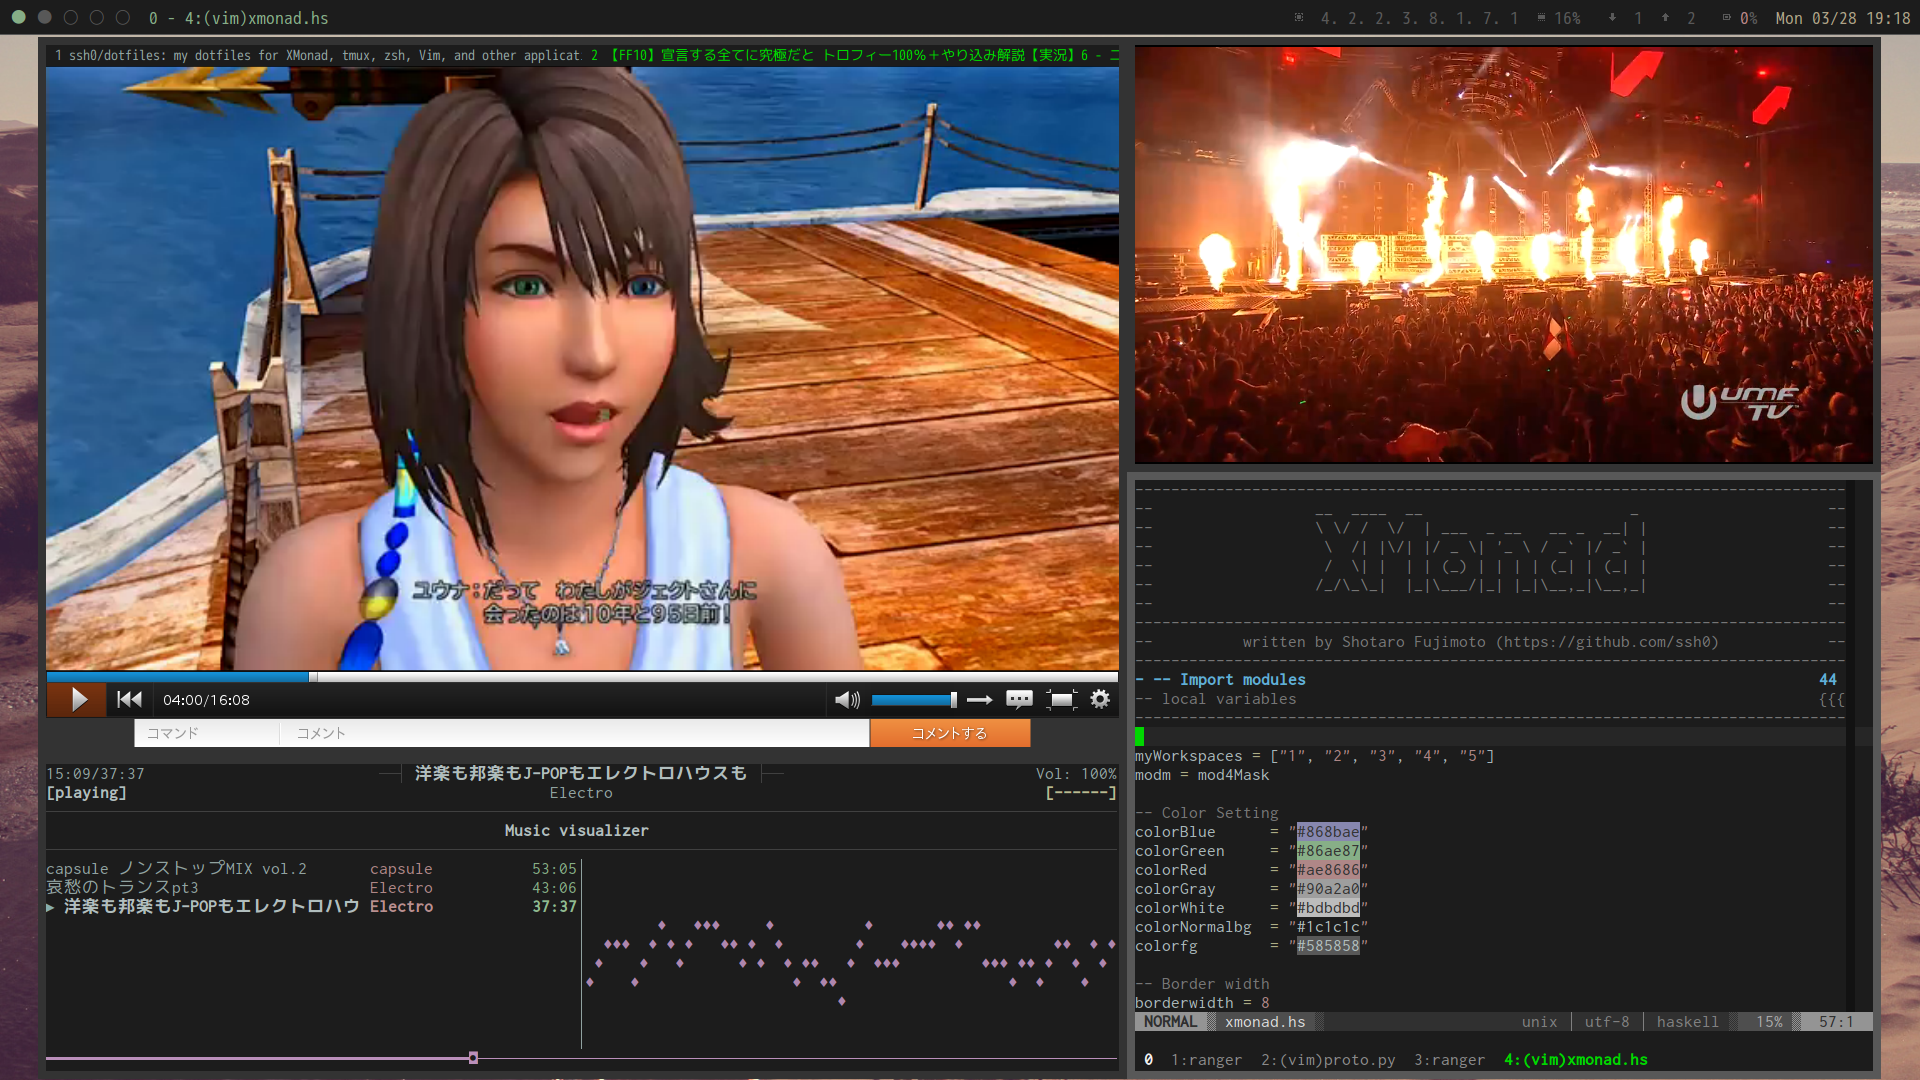 0 - 4:(vim)xmonad.hs
4. 2. 2. 3. 8. 1. 7. 1 16% 1 2 0% Mon 03/28 19:18
1 ssh0/dotfiles: my dotfiles for XMonad, tmux, zsh, Vim, and other applicat. 2 【FF10】宣言する全てに究極だと トロフィー100%＋やり込み解説【実況】6 - ニ
ユウナ：だって わたしがジェクトさんに
会ったのは10年と95日前！
04:00/16:08
コマンド コメント コメントする
15:09/37:37 洋楽も邦楽もJ-POPもエレクトロハウスも Vol: 100%
[playing] Electro [------]
Music visualizer
capsule ノンストップMIX vol.2 capsule 53:05
哀愁のトランスpt3 Electro 43:06
▶ 洋楽も邦楽もJ-POPもエレクトロハウ Electro 37:37
UMF
TV
XMonad
-- written by Shotaro Fujimoto (https://github.com/ssh0) --
- -- Import modules 44
-- local variables {{{
myWorkspaces = ["1", "2", "3", "4", "5"]
modm = mod4Mask
-- Color Setting
colorBlue = "#868bae"
colorGreen = "#86ae87"
colorRed = "#ae8686"
colorGray = "#90a2a0"
colorWhite = "#bdbdbd"
colorNormalbg = "#1c1c1c"
colorfg = "#585858"
-- Border width
borderwidth = 8
NORMAL xmonad.hs unix utf-8 haskell 15% 57:1
0 1:ranger 2:(vim)proto.py 3:ranger 4:(vim)xmonad.hs